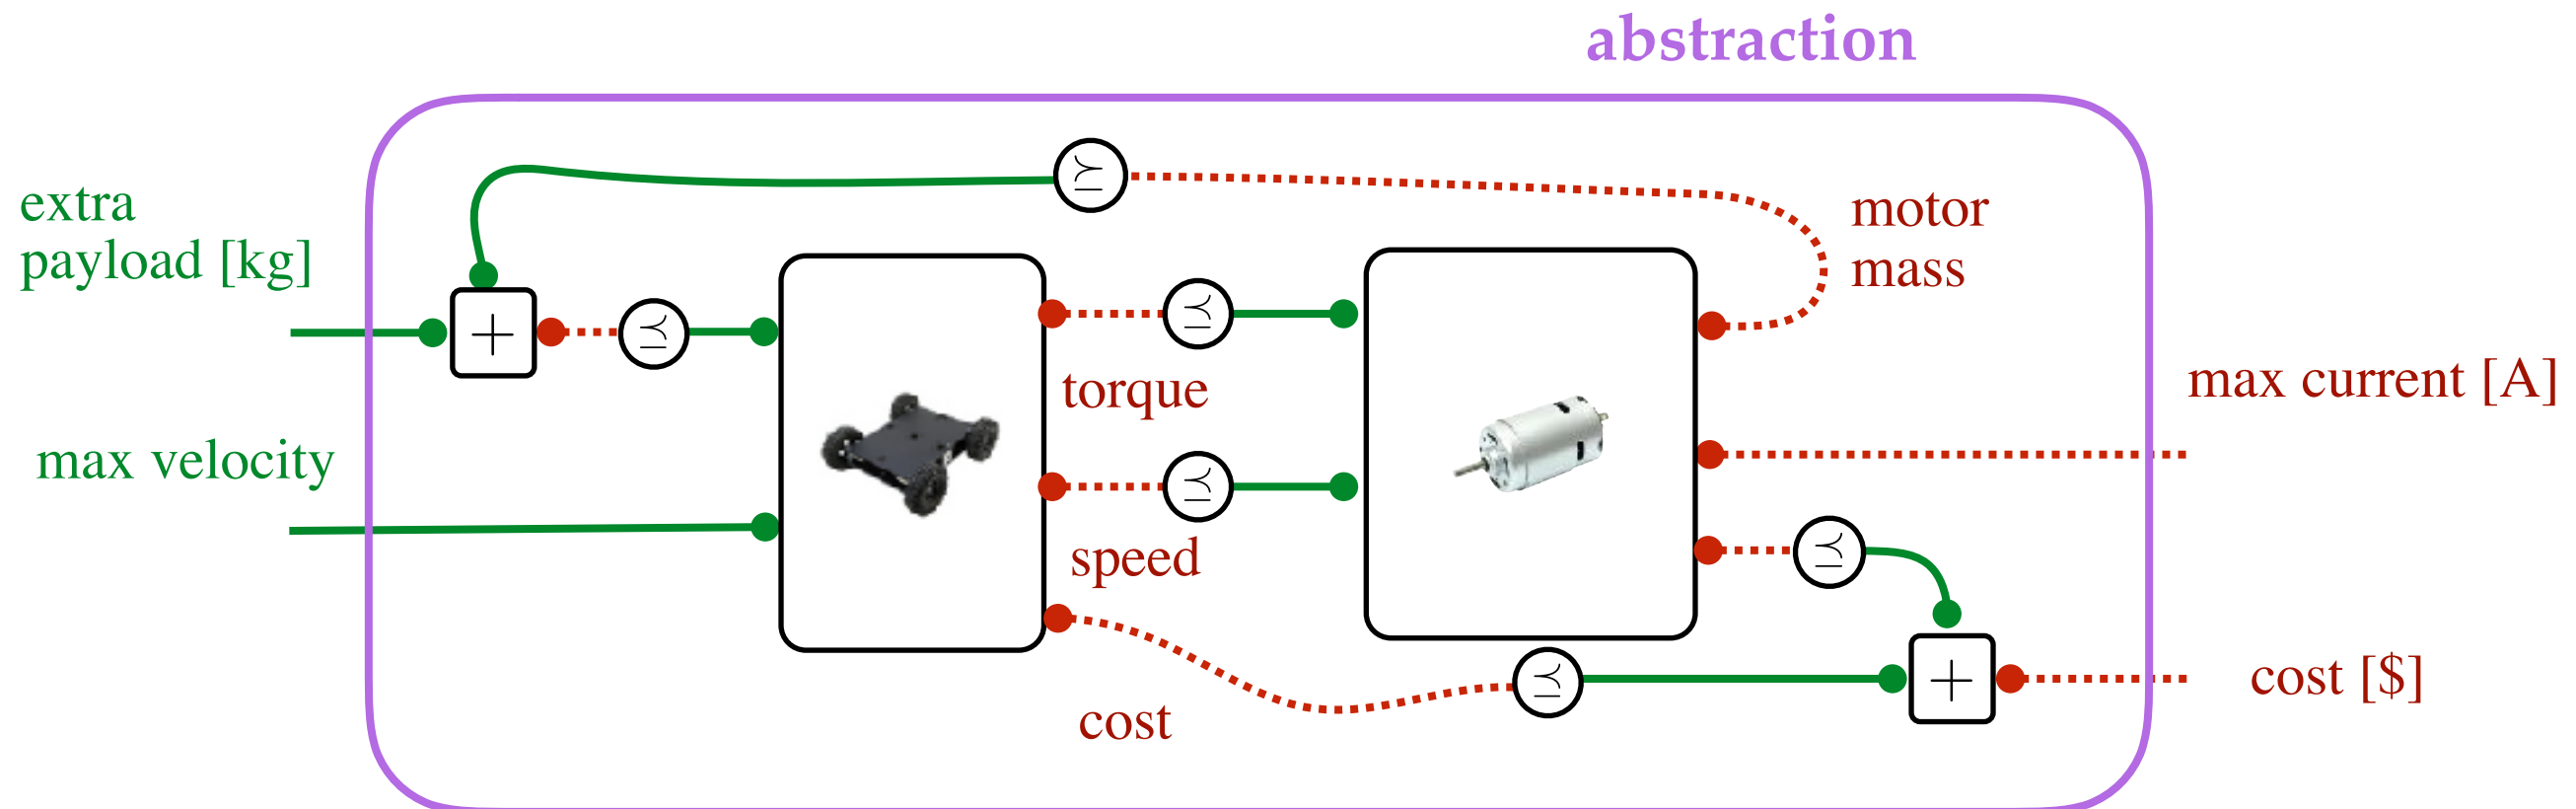 abstraction
extra
payload [kg]
max velocity
⪰
+
⪯
torque
⪯
speed
⪯
cost
⪯
motor
mass
⪯
+
max current [A]
cost [$]